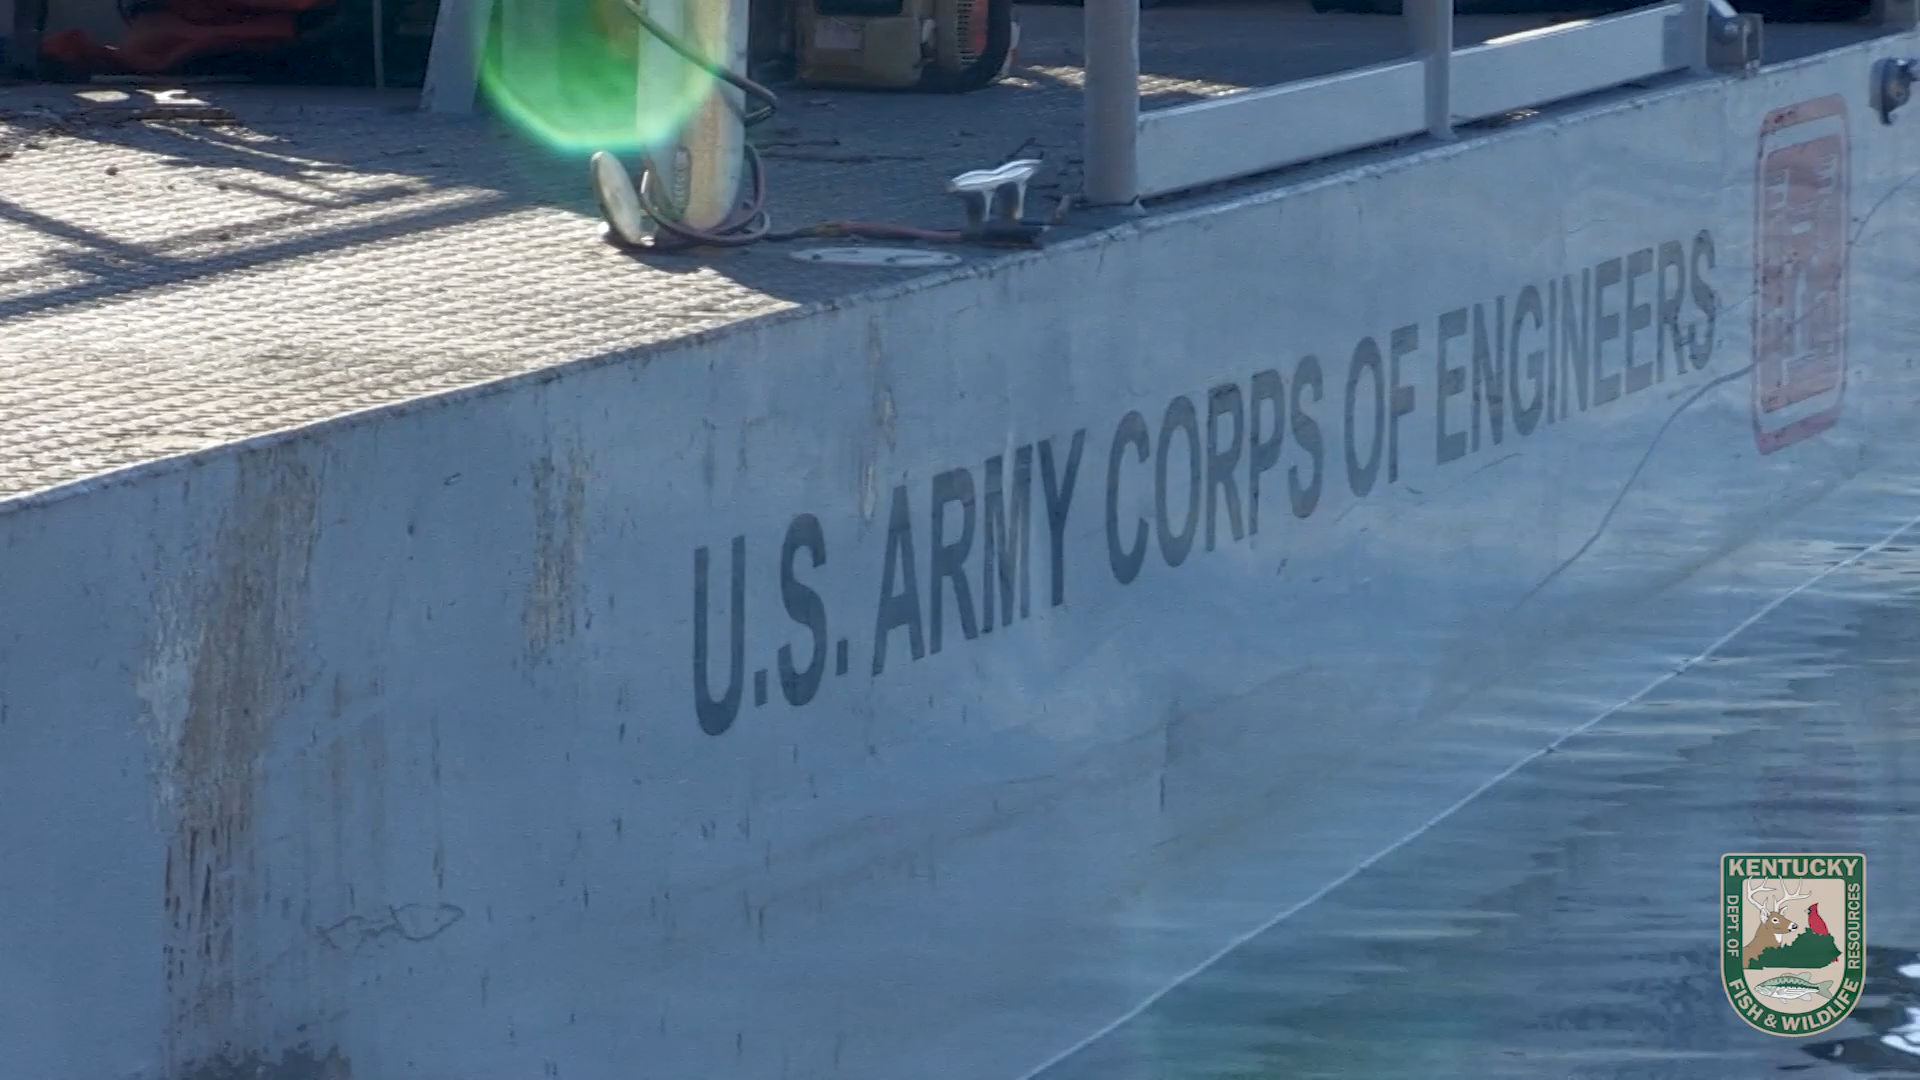 U.S. ARMY CORPS OF ENGINEERS
KENTUCKY
DEPT. OF
FISH & WILDLIFE
RESOURCES